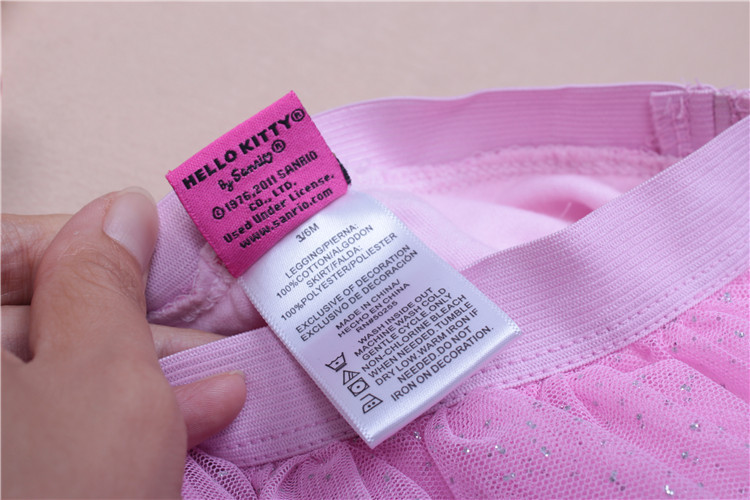 HELLO KITTY®
By Sanrio®
©1976,2011 SANRIO
CO., LTD.
Used Under License.
www.sanrio.com
3/6M
LEGGING/PIERNA:
100%COTTON/ALGODON
SKIRT/FALDA:
100%POLYESTER/POLIESTER
EXCLUSIVE OF DECORATION
EXCLUSIVO DE DECORACIÓN
MADE IN CHINA/
HECHO EN CHINA
WASH INSIDE OUT
MACHINE WASH COLD
GENTLE CYCLE ONLY
NON-CHLORINE BLEACH
WHEN NEEDED TUMBLE
DRY LOW.WARM IRON IF
NEEDED.DO NOT
IRON ON DECORATION.